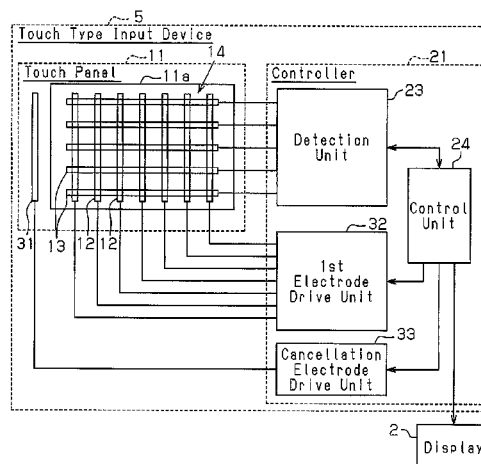 5
Touch Type Input Device
11
14
21
Touch Panel
11a
Controller
23
Detection
Unit
24
Control
Unit
31
13
12
12
32
1st
Electrode
Drive Unit
33
Cancellation
Electrode
Drive Unit
2
Display